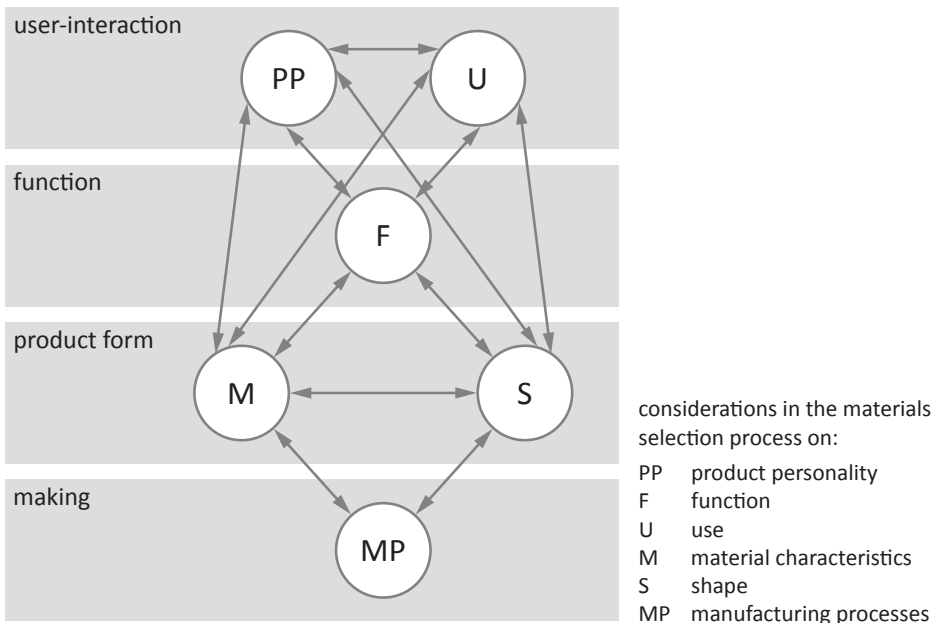 user-interaction
PP
U
function
F
product form
M
S
making
MP
considerations in the materials
selection process on:
PP product personality
F function
U use
M material characteristics
S shape
MP manufacturing processes